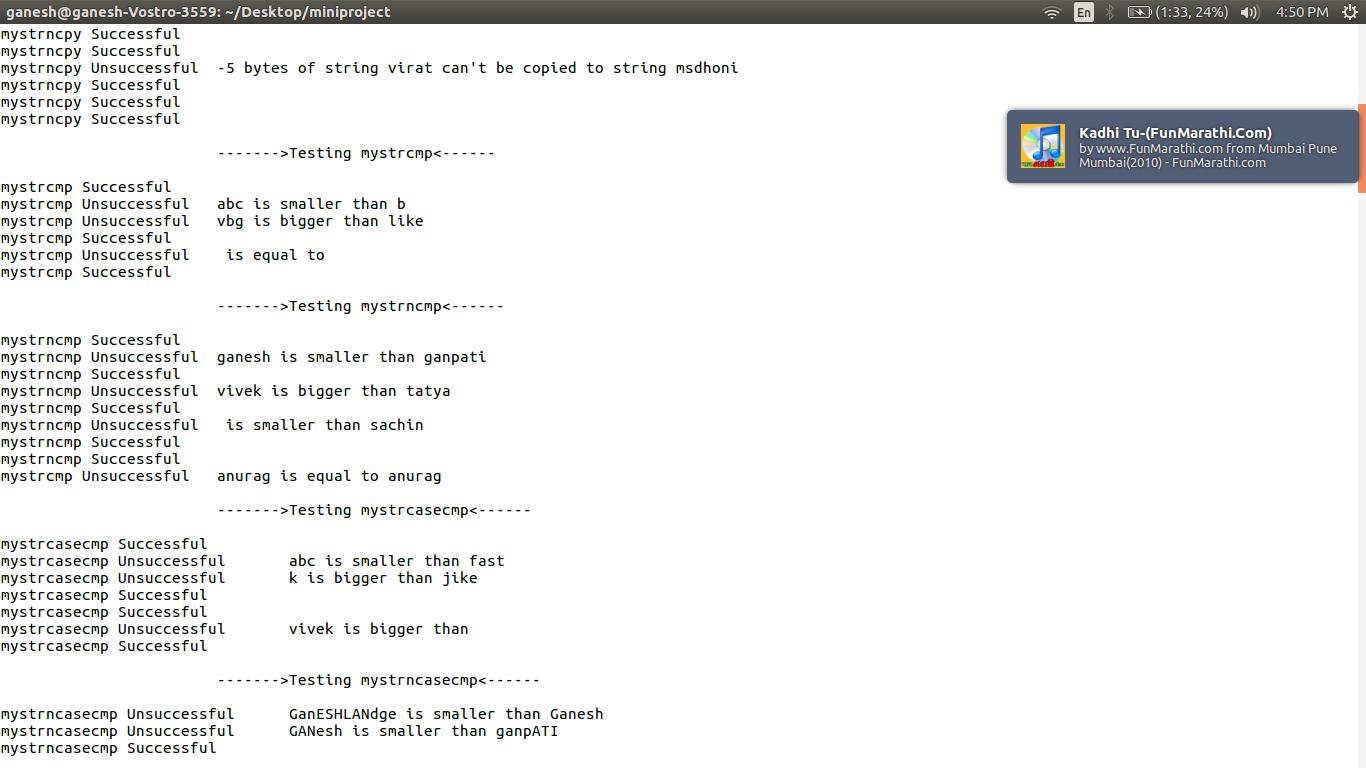 ganesh@ganesh-Vostro-3559: ~/Desktop/miniproject En (1:33, 24%) 4:50 PM
mystrncpy Successful
mystrncpy Successful
mystrncpy Unsuccessful -5 bytes of string virat can't be copied to string msdhoni
mystrncpy Successful
mystrncpy Successful
mystrncpy Successful
Kadhi Tu-(FunMarathi.Com)
by www.FunMarathi.com from Mumbai Pune
Mumbai(2010) - FunMarathi.com
------->Testing mystrcmp<------
mystrcmp Successful
mystrcmp Unsuccessful abc is smaller than b
mystrcmp Unsuccessful vbg is bigger than like
mystrcmp Successful
mystrcmp Unsuccessful is equal to
mystrcmp Successful
------->Testing mystrncmp<------
mystrncmp Successful
mystrncmp Unsuccessful ganesh is smaller than ganpati
mystrncmp Successful
mystrncmp Unsuccessful vivek is bigger than tatya
mystrncmp Successful
mystrncmp Unsuccessful is smaller than sachin
mystrncmp Successful
mystrncmp Successful
mystrcmp Unsuccessful anurag is equal to anurag
------->Testing mystrcasecmp<------
mystrcasecmp Successful
mystrcasecmp Unsuccessful abc is smaller than fast
mystrcasecmp Unsuccessful k is bigger than jike
mystrcasecmp Successful
mystrcasecmp Successful
mystrcasecmp Unsuccessful vivek is bigger than
mystrcasecmp Successful
------->Testing mystrncasecmp<------
mystrncasecmp Unsuccessful GanESHLANdge is smaller than Ganesh
mystrncasecmp Unsuccessful GANesh is smaller than ganpATI
mystrncasecmp Successful